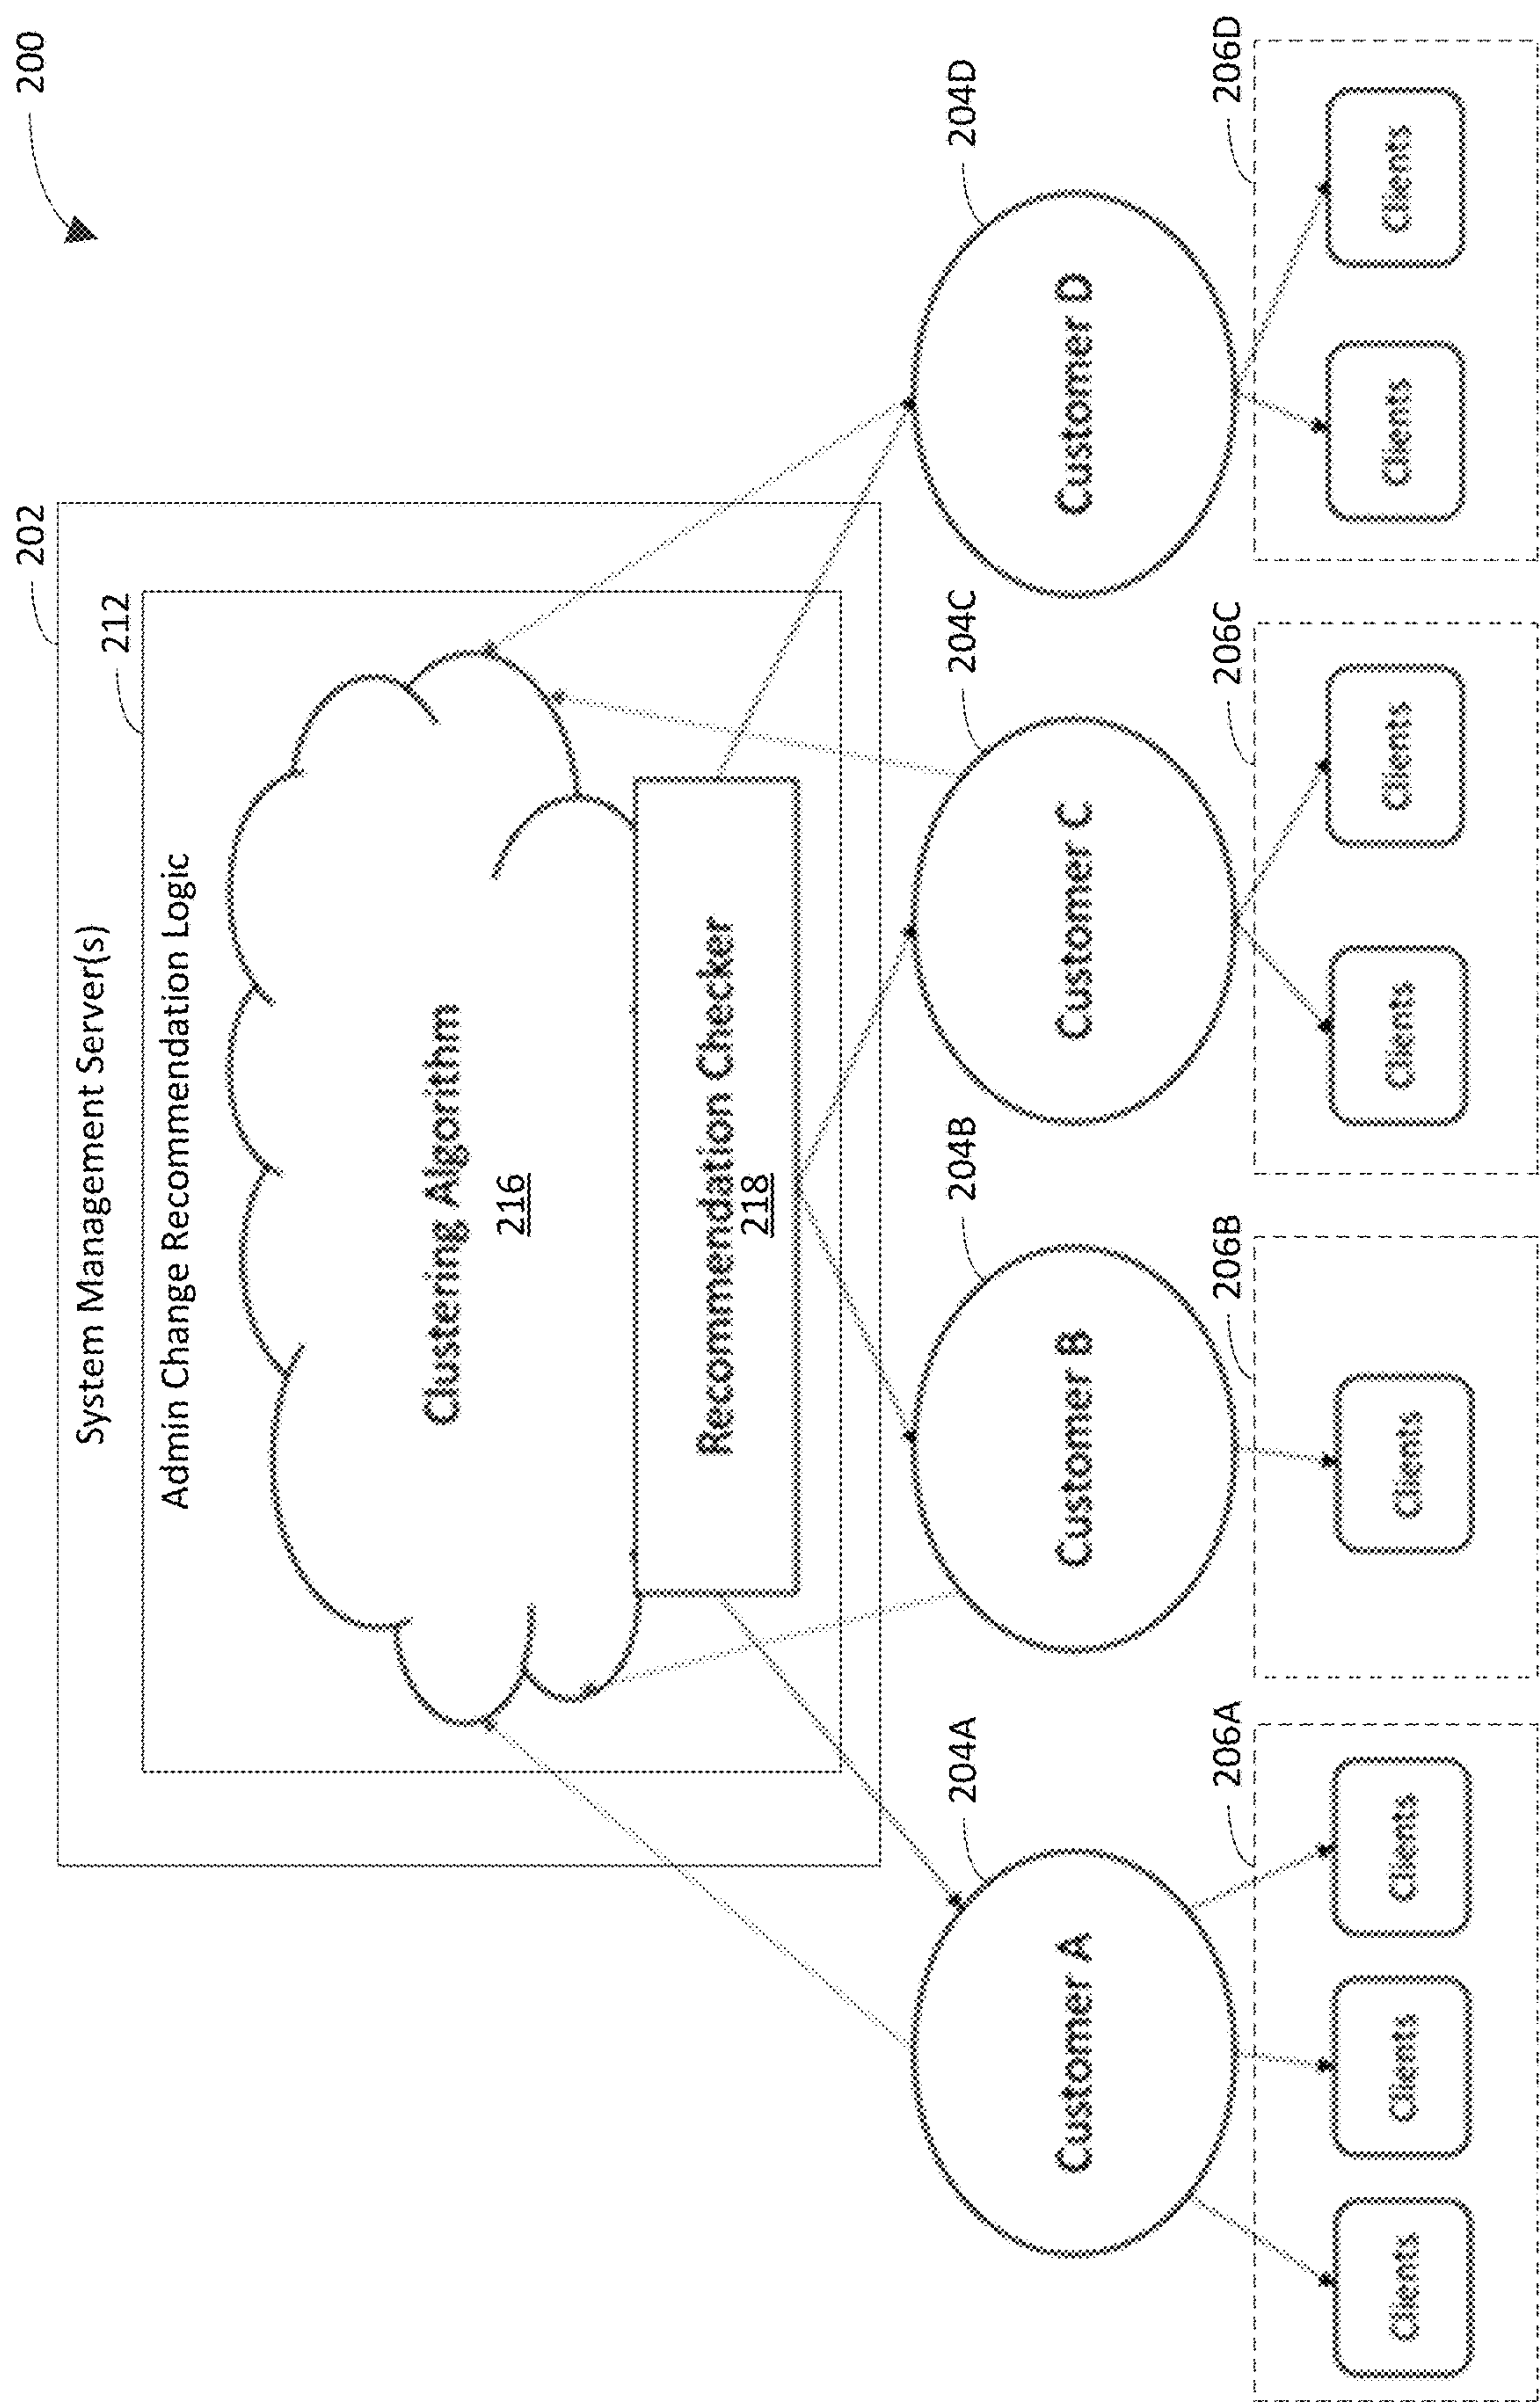 200
202
System Management Server(s)
212
Admin Change Recommendation Logic
Clustering Algorithm
216
Recommendation Checker
218
204A
204B
204C
204D
Customer A
Customer B
Customer C
Customer D
206A
206B
206C
206D
Clients
Clients
Clients
Clients
Clients
Clients
Clients
Clients